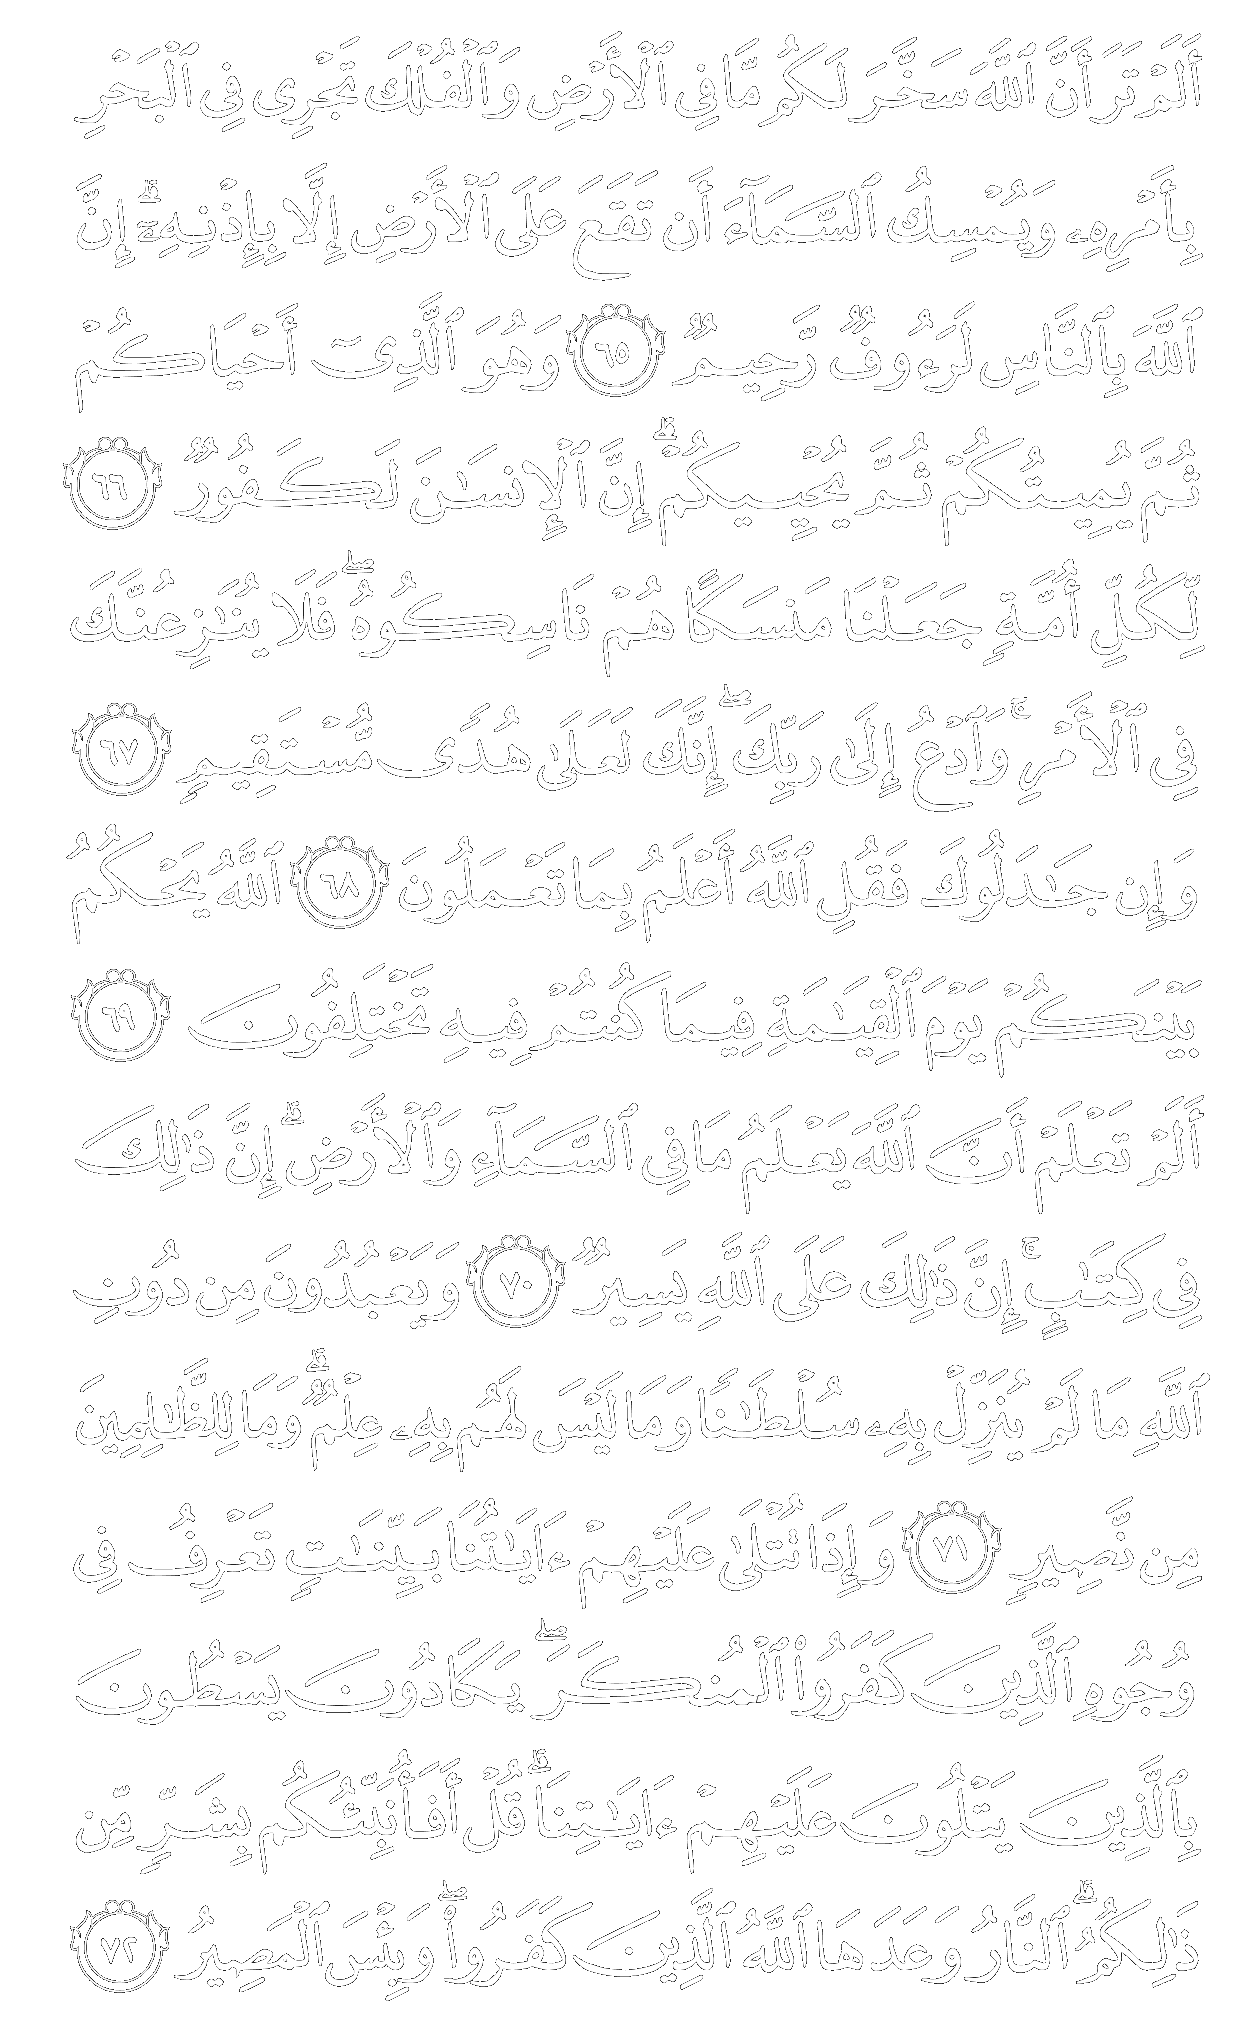 أَلَمْ تَرَ أَنَّ ٱللَّهَ سَخَّرَ لَكُم مَّا فِى ٱلْأَرْضِ وَٱلْفُلْكَ تَجْرِى فِى ٱلْبَحْرِ
بِأَمْرِهِۦ وَيُمْسِكُ ٱلسَّمَآءَ أَن تَقَعَ عَلَى ٱلْأَرْضِ إِلَّا بِإِذْنِهِۦٓ ۗ إِنَّ
ٱللَّهَ بِٱلنَّاسِ لَرَءُوفٌ رَّحِيمٌ ٦٥ وَهُوَ ٱلَّذِىٓ أَحْيَاكُمْ
ثُمَّ يُمِيتُكُمْ ثُمَّ يُحْيِيكُمْ ۗ إِنَّ ٱلْإِنسَٰنَ لَكَفُورٌ ٦٦
لِّكُلِّ أُمَّةٍ جَعَلْنَا مَنسَكًا هُمْ نَاسِكُوهُ ۖ فَلَا يُنَٰزِعُنَّكَ
فِى ٱلْأَمْرِ ۚ وَٱدْعُ إِلَىٰ رَبِّكَ ۖ إِنَّكَ لَعَلَىٰ هُدًى مُّسْتَقِيمٍ ٦٧
وَإِن جَٰدَلُوكَ فَقُلِ ٱللَّهُ أَعْلَمُ بِمَا تَعْمَلُونَ ٦٨ ٱللَّهُ يَحْكُمُ
بَيْنَكُمْ يَوْمَ ٱلْقِيَٰمَةِ فِيمَا كُنتُمْ فِيهِ تَخْتَلِفُونَ ٦٩
أَلَمْ تَعْلَمْ أَنَّ ٱللَّهَ يَعْلَمُ مَا فِى ٱلسَّمَآءِ وَٱلْأَرْضِ ۗ إِنَّ ذَٰلِكَ
فِى كِتَٰبٍ ۚ إِنَّ ذَٰلِكَ عَلَى ٱللَّهِ يَسِيرٌ ٧٠ وَيَعْبُدُونَ مِن دُونِ
ٱللَّهِ مَا لَمْ يُنَزِّلْ بِهِۦ سُلْطَٰنًا وَمَا لَيْسَ لَهُم بِهِۦ عِلْمٌ ۗ وَمَا لِلظَّٰلِمِينَ
مِن نَّصِيرٍ ٧١ وَإِذَا تُتْلَىٰ عَلَيْهِمْ ءَايَٰتُنَا بَيِّنَٰتٍ تَعْرِفُ فِى
وُجُوهِ ٱلَّذِينَ كَفَرُوا۟ ٱلْمُنكَرَ ۖ يَكَادُونَ يَسْطُونَ
بِٱلَّذِينَ يَتْلُونَ عَلَيْهِمْ ءَايَٰتِنَا ۗ قُلْ أَفَأُنَبِّئُكُم بِشَرٍّ مِّن
ذَٰلِكُمُ ۗ ٱلنَّارُ وَعَدَهَا ٱللَّهُ ٱلَّذِينَ كَفَرُوا۟ ۖ وَبِئْسَ ٱلْمَصِيرُ ٧٢